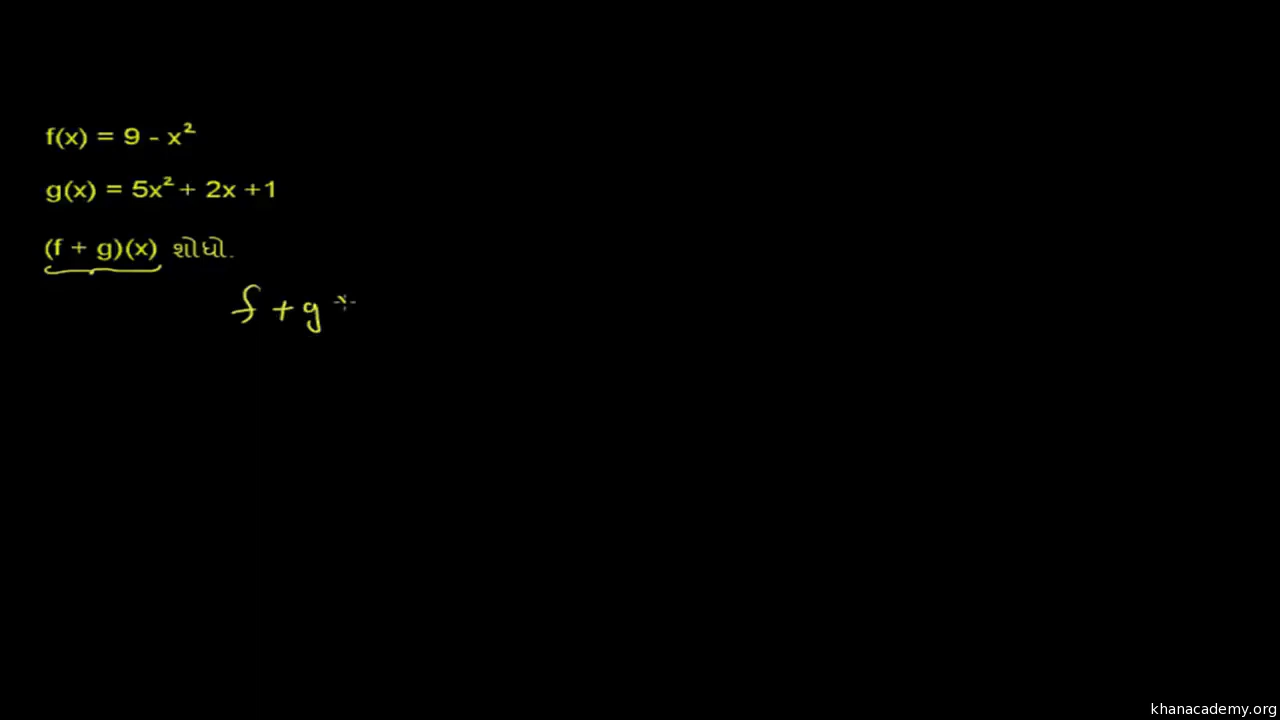 f(x) = 9 - x²
g(x) = 5x² + 2x +1
(f + g)(x) શોધો.
f + g
khanacademy.org